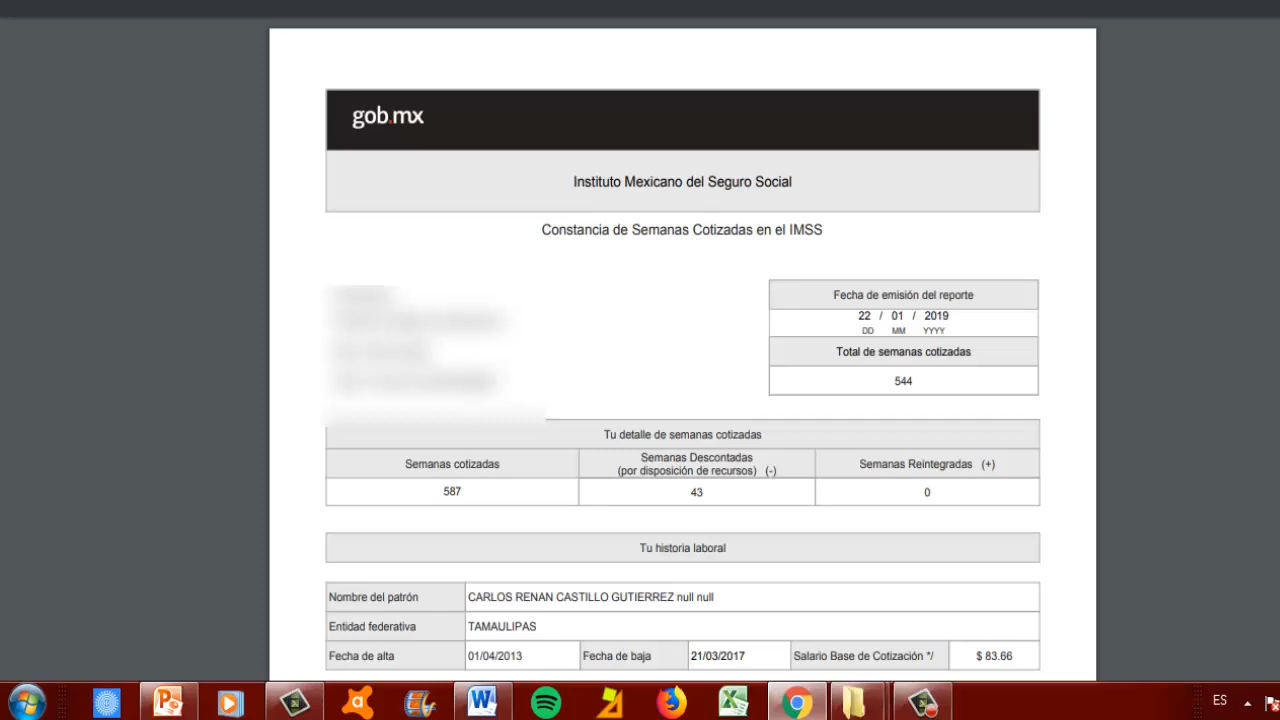 gob.mx
Instituto Mexicano del Seguro Social
Constancia de Semanas Cotizadas en el IMSS
Fecha de emisión del reporte
22 / 01 / 2019
DD MM YYYY
Total de semanas cotizadas
544
Tu detalle de semanas cotizadas
Semanas cotizadas
Semanas Descontadas
(por disposición de recursos) (-)
Semanas Reintegradas (+)
587 43 0
Tu historia laboral
Nombre del patrón CARLOS RENAN CASTILLO GUTIERREZ null null
Entidad federativa TAMAULIPAS
Fecha de alta 01/04/2013 Fecha de baja 21/03/2017 Salario Base de Cotización */ $ 83.66
ES